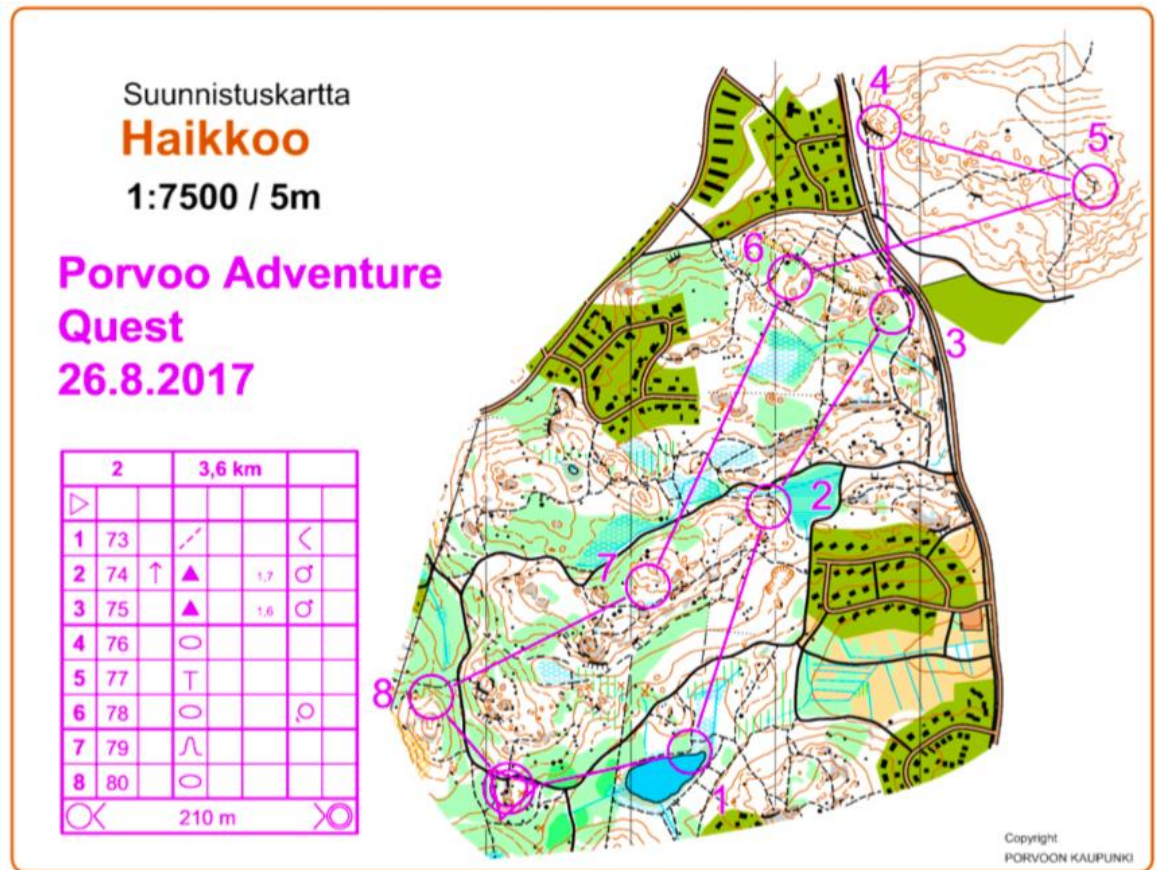 Suunnistuskartta
Haikkoo
1:7500 / 5m
Porvoo Adventure
Quest
26.8.2017
2 3,6 km
1 73
2 74 1,7
3 75 1,6
4 76
5 77
6 78
7 79
8 80
210 m
4
5
6
3
2
7
8
1
Copyright
PORVOON KAUPUNKI